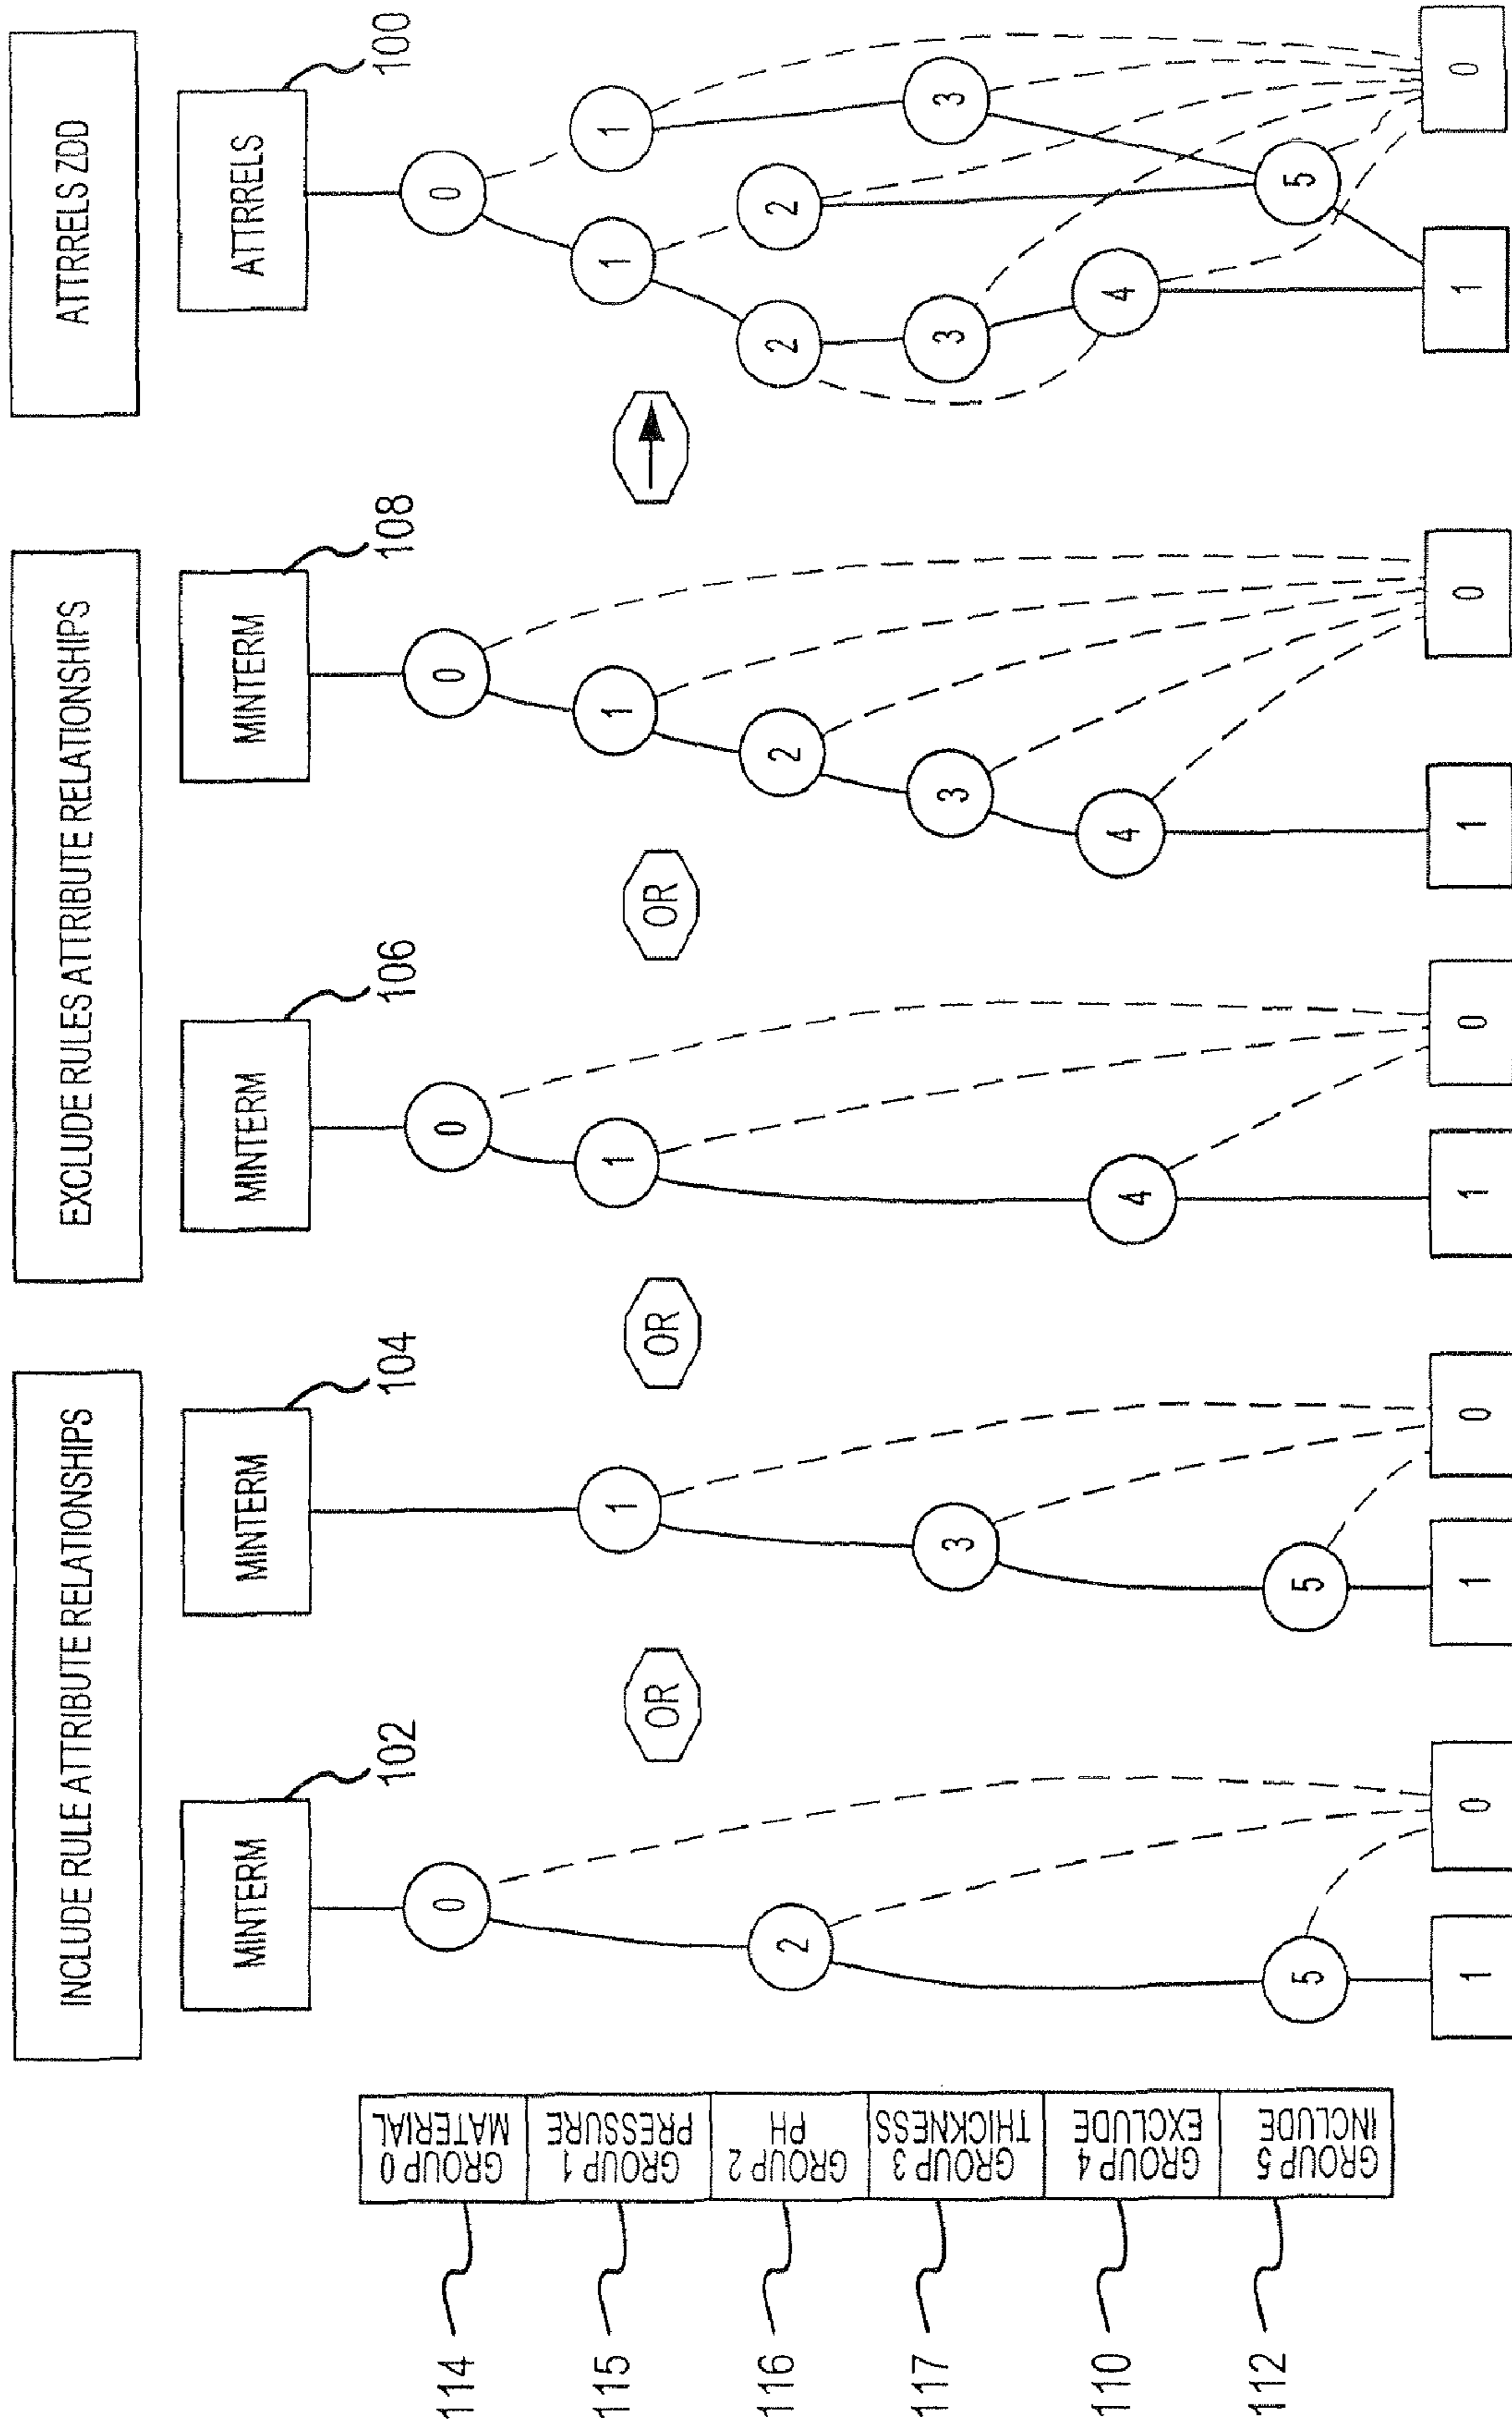 INCLUDE RULE ATTRIBUTE RELATIONSHIPS
EXCLUDE RULES ATTRIBUTE RELATIONSHIPS
ATTRRELS ZDD
MINTERM
102
MINTERM
104
MINTERM
106
MINTERM
108
ATTRRELS
100
114
GROUP 0
MATERIAL
115
GROUP 1
PRESSURE
116
GROUP 2
PH
117
GROUP 3
THICKNESS
110
GROUP 4
EXCLUDE
112
GROUP 5
INCLUDE
0
2
5
1
0
OR
1
3
5
1
0
OR
0
1
4
1
0
OR
0
1
2
3
4
1
0
0
1
1
2
2
3
3
4
5
1
0